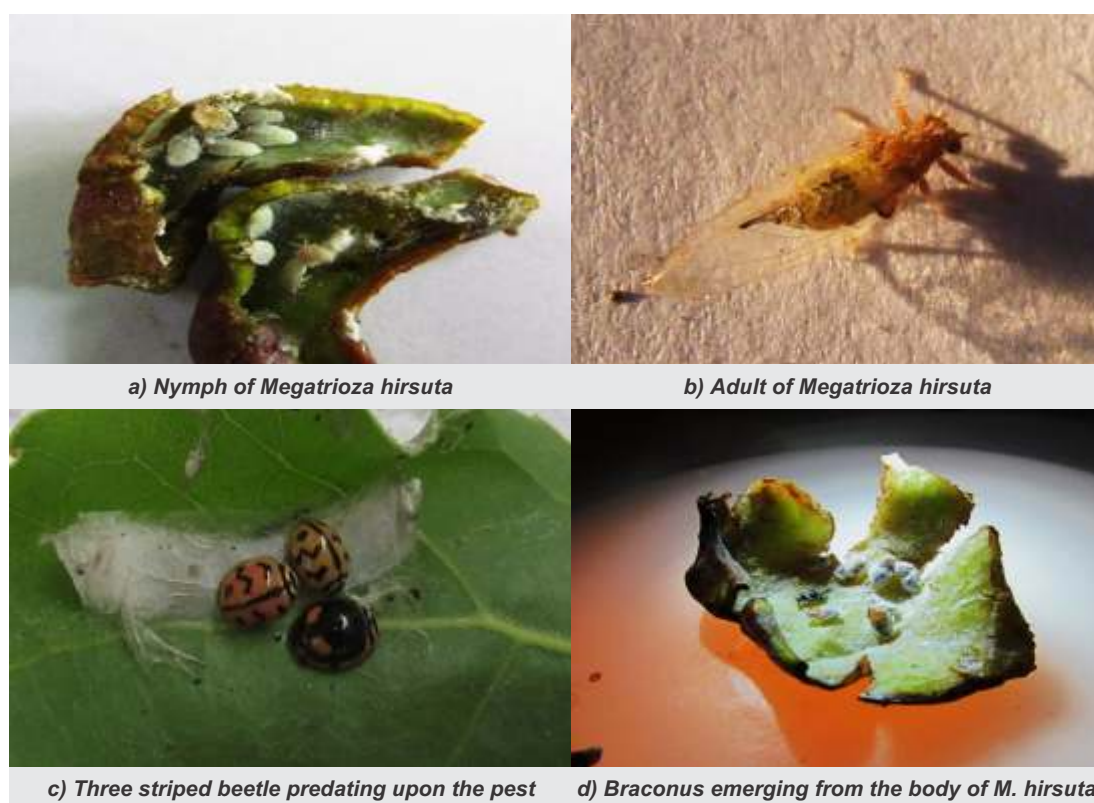 a) Nymph of Megatrioza hirsuta
b) Adult of Megatrioza hirsuta
c) Three striped beetle predating upon the pest
d) Braconus emerging from the body of M. hirsuta